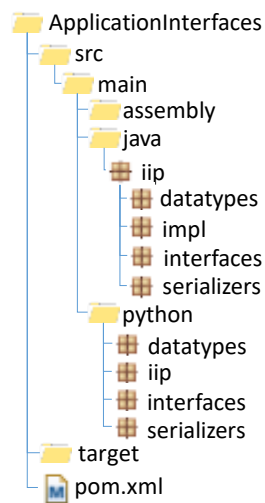 ApplicationInterfaces
src
main
assembly
java
iip
datatypes
impl
interfaces
serializers
python
datatypes
iip
interfaces
serializers
target
M pom.xml